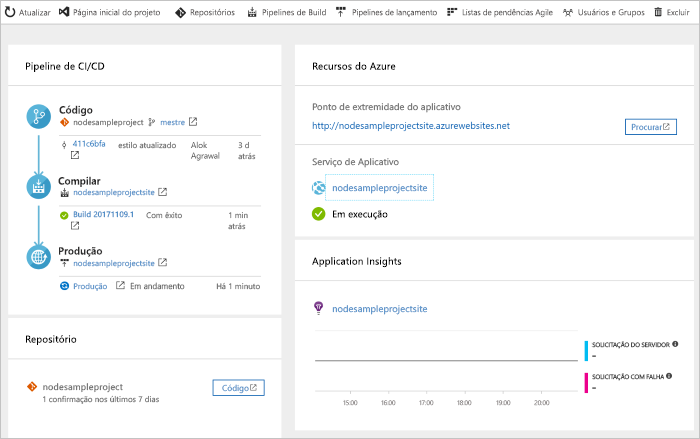 Atualizar Página inicial do projeto Repositórios Pipelines de Build Pipelines de lançamento Listas de pendências Agile Usuários e Grupos Excluir
Pipeline de CI/CD
Código
nodesampleproject mestre
411c6bfa estilo atualizado Alok Agrawal 3 d atrás
Compilar
nodesampleprojectsite
Build 20171109.1 Com êxito 1 min atrás
Produção
nodesampleprojectsite
Produção Em andamento Há 1 minuto
Repositório
nodesampleproject Código
1 confirmação nos últimos 7 dias
Recursos do Azure
Ponto de extremidade do aplicativo
http://nodesampleprojectsite.azurewebsites.net Procurar
Serviço de Aplicativo
nodesampleprojectsite
Em execução
Application Insights
nodesampleprojectsite
SOLICITAÇÃO DO SERVIDOR
--
SOLICITAÇÃO COM FALHA
--
15:00 16:00 17:00 18:00 19:00 20:00